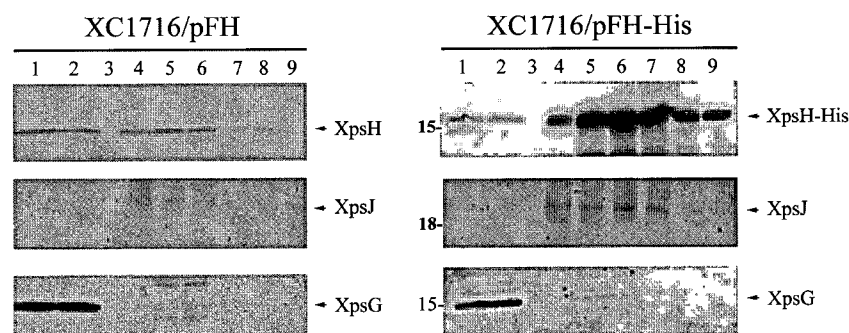 XC1716/pFH
1 2 3 4 5 6 7 8 9
XpsH
XpsJ
XpsG
XC1716/pFH-His
1 2 3 4 5 6 7 8 9
15-
XpsH-His
18-
XpsJ
15-
XpsG